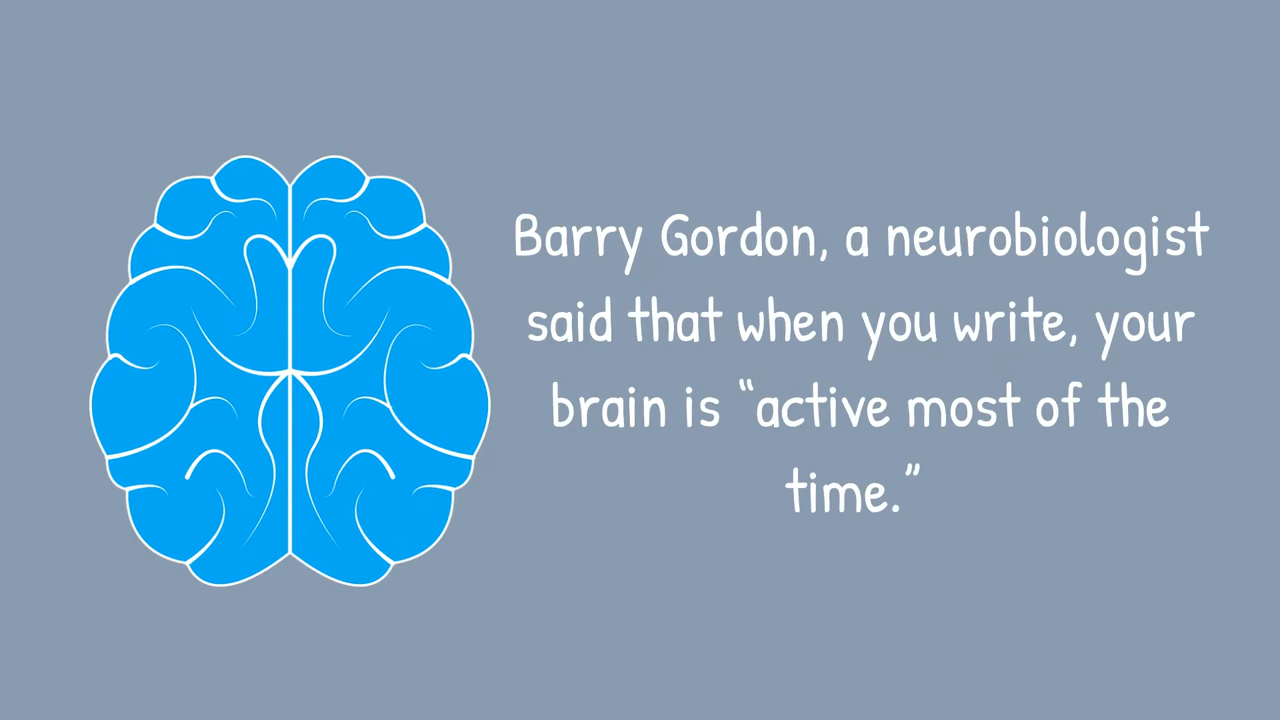 Barry Gordon, a neurobiologist
said that when you write, your
brain is “active most of the
time.”